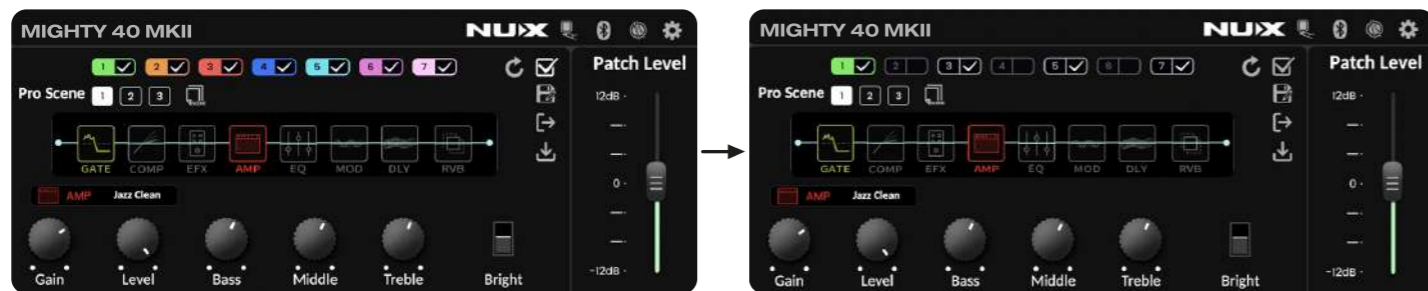 MIGHTY 40 MKII NUX
1 2 3 4 5 6 7 Patch Level
Pro Scene 1 2 3 12dB
GATE COMP EFX AMP EQ MOD DLY RVB
0
AMP Jazz Clean
-12dB
Gain Level Bass Middle Treble Bright
MIGHTY 40 MKII NUX
1 2 3 4 5 6 7 Patch Level
Pro Scene 1 2 3 12dB
GATE COMP EFX AMP EQ MOD DLY RVB
0
AMP Jazz Clean
-12dB
Gain Level Bass Middle Treble Bright